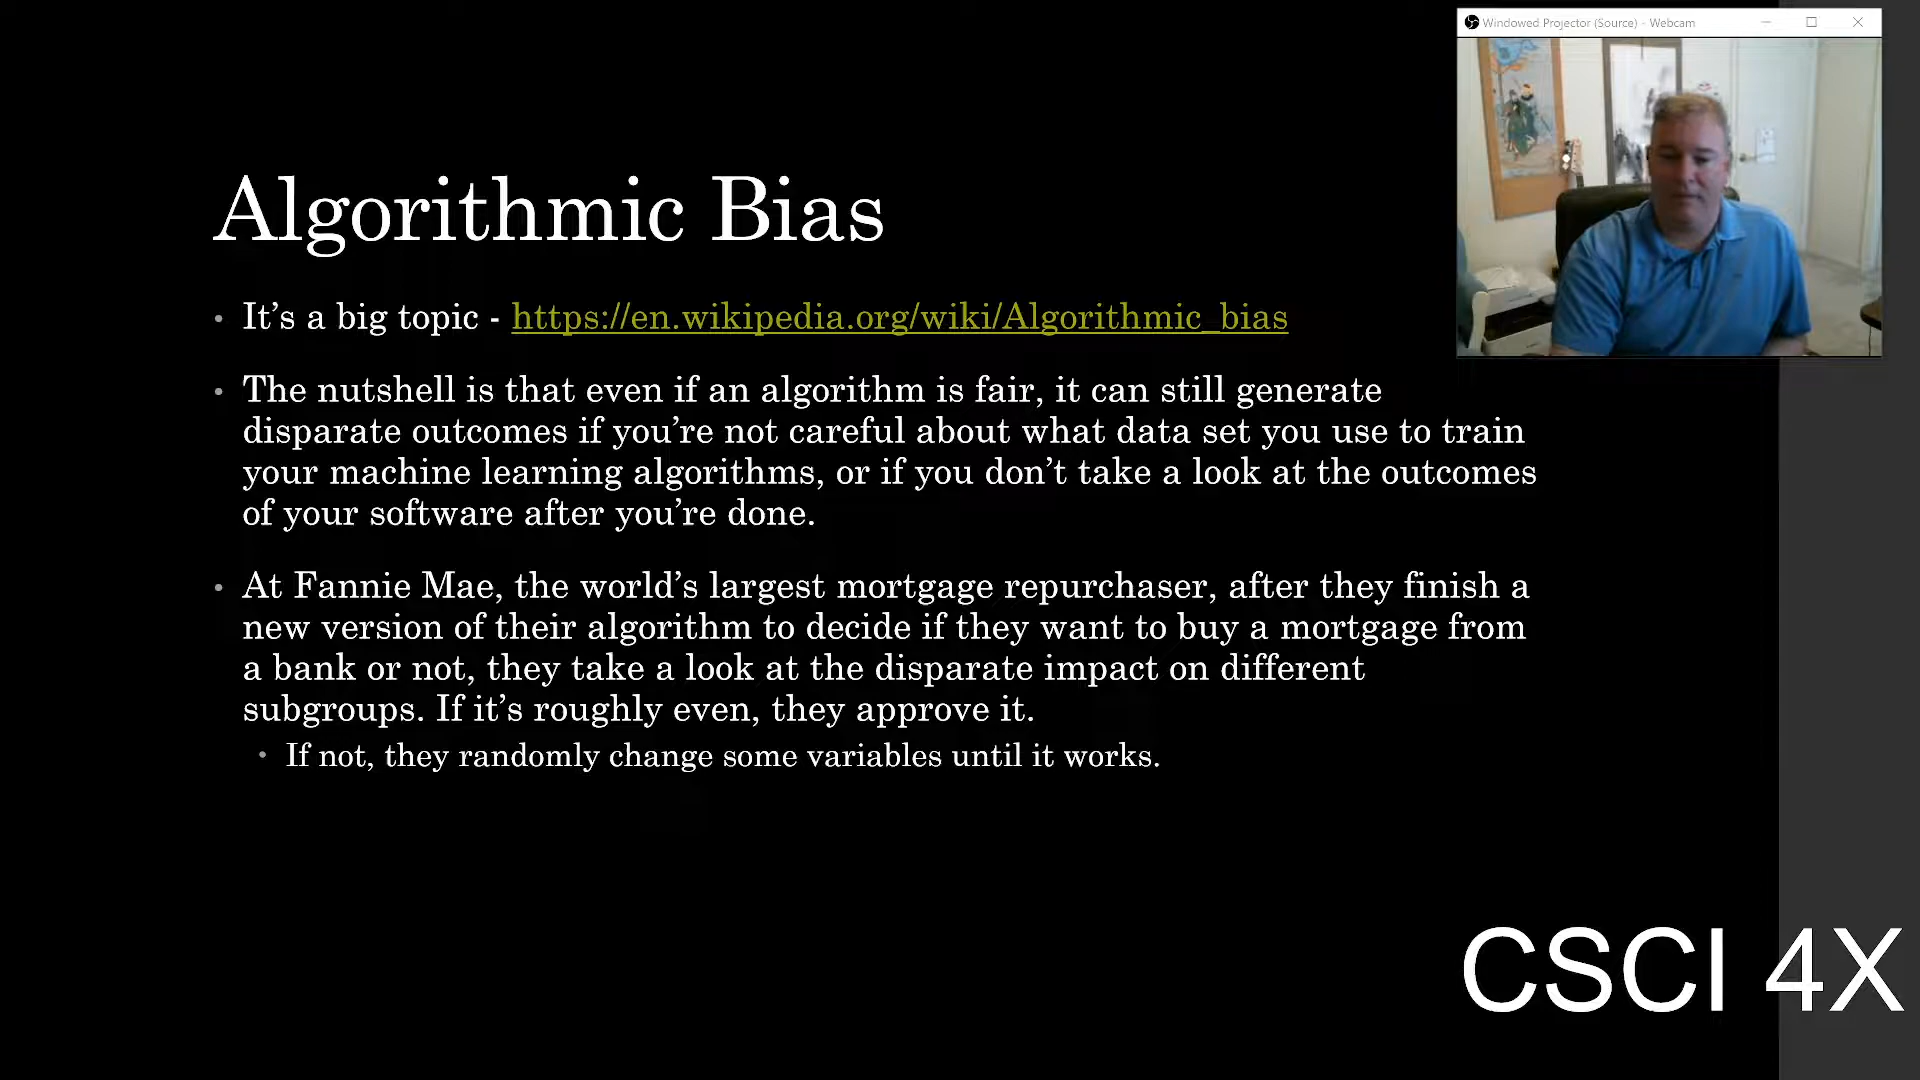 Windowed Projector (Source) - Webcam
Algorithmic Bias
• It’s a big topic - https://en.wikipedia.org/wiki/Algorithmic_bias
• The nutshell is that even if an algorithm is fair, it can still generate
disparate outcomes if you’re not careful about what data set you use to train
your machine learning algorithms, or if you don’t take a look at the outcomes
of your software after you’re done.
• At Fannie Mae, the world’s largest mortgage repurchaser, after they finish a
new version of their algorithm to decide if they want to buy a mortgage from
a bank or not, they take a look at the disparate impact on different
subgroups. If it’s roughly even, they approve it.
• If not, they randomly change some variables until it works.
CSCI 4X